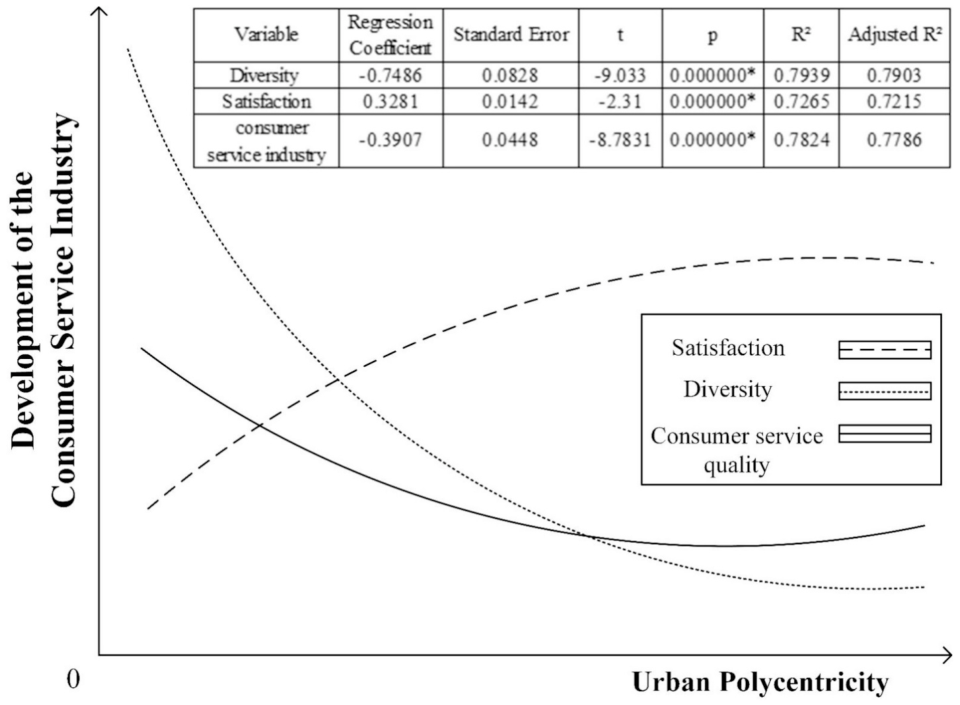 Variable Regression Coefficient Standard Error t p R² Adjusted R²
Diversity -0.7486 0.0828 -9.033 0.000000* 0.7939 0.7903
Satisfaction 0.3281 0.0142 -2.31 0.000000* 0.7265 0.7215
consumer service industry -0.3907 0.0448 -8.7831 0.000000* 0.7824 0.7786
Development of the
Consumer Service Industry
Satisfaction
Diversity
Consumer service
quality
0
Urban Polycentricity